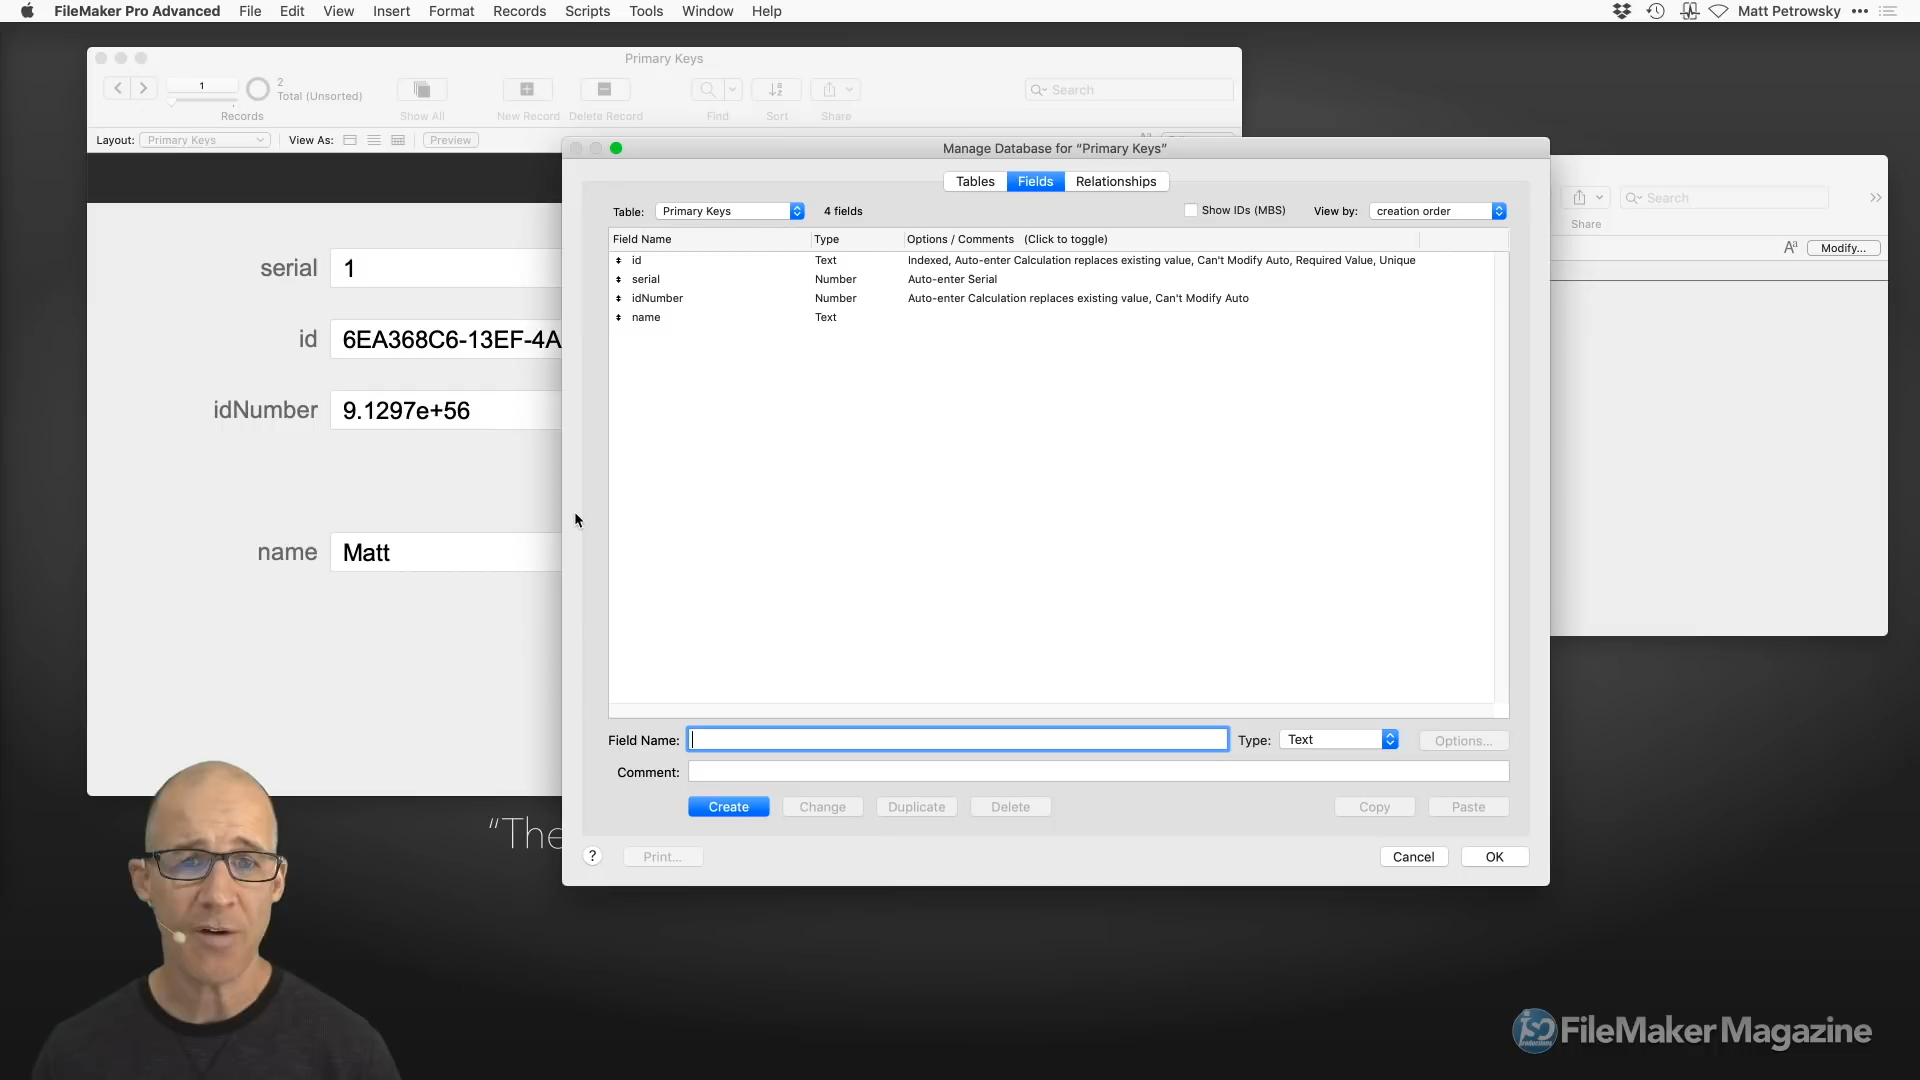 FileMaker Pro Advanced File Edit View Insert Format Records Scripts Tools Window Help Matt Petrowsky
Primary Keys
1
2
Total (Unsorted)
Search
Records Show All New Record Delete Record Find Sort Share
Layout: Primary Keys View As: Preview
serial 1
id 6EA368C6-13EF-4A
idNumber 9.1297e+56
name Matt
"The
Manage Database for "Primary Keys"
Tables Fields Relationships
Table: Primary Keys 4 fields Show IDs (MBS) View by: creation order
Field Name Type Options / Comments (Click to toggle)
id Text Indexed, Auto-enter Calculation replaces existing value, Can't Modify Auto, Required Value, Unique
serial Number Auto-enter Serial
idNumber Number Auto-enter Calculation replaces existing value, Can't Modify Auto
name Text
Field Name: Type: Text Options...
Comment:
Create Change Duplicate Delete Copy Paste
? Print... Cancel OK
Search
Share
Aa Modify...
iso productions FileMaker Magazine